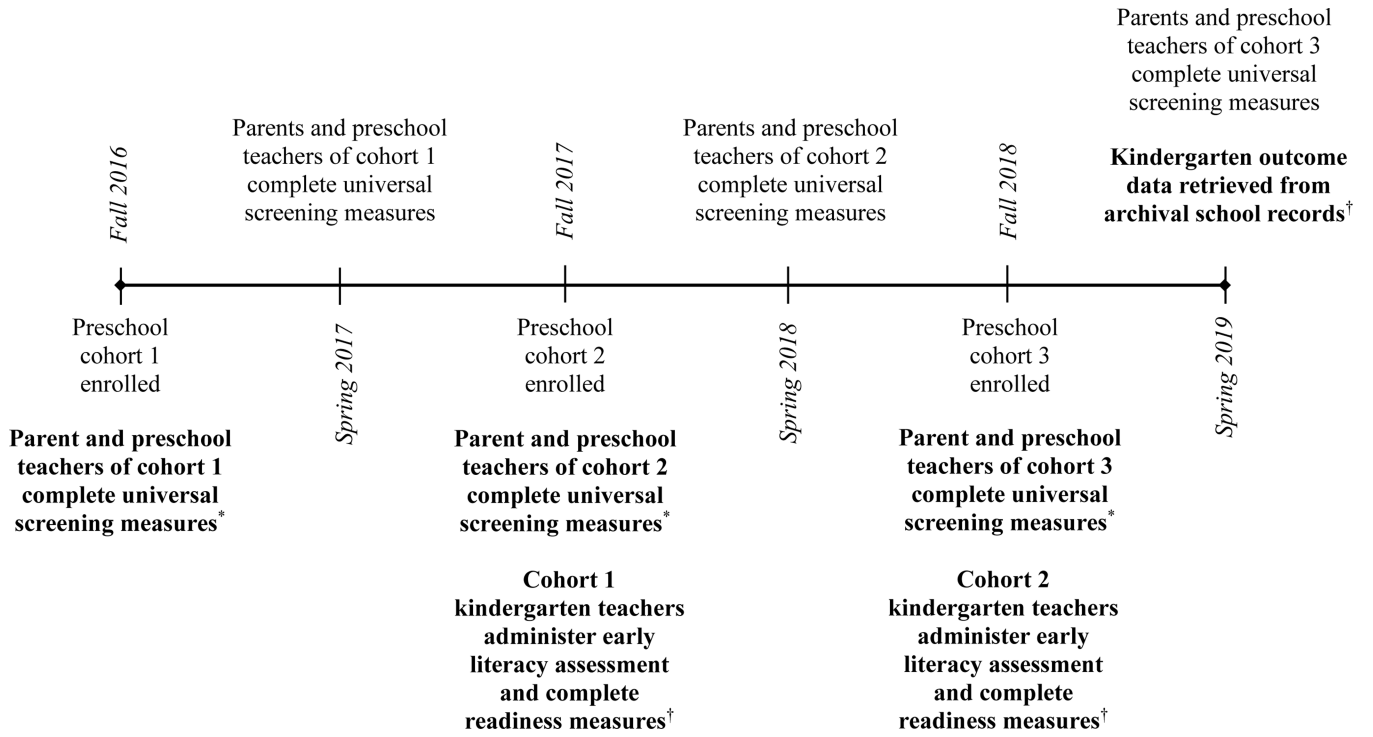 Fall 2016
Preschool
cohort 1
enrolled
Parent and preschool
teachers of cohort 1
complete universal
screening measures*
Parents and preschool
teachers of cohort 1
complete universal
screening measures
Spring 2017
Fall 2017
Preschool
cohort 2
enrolled
Parent and preschool
teachers of cohort 2
complete universal
screening measures*
Cohort 1
kindergarten teachers
administer early
literacy assessment
and complete
readiness measures†
Parents and preschool
teachers of cohort 2
complete universal
screening measures
Spring 2018
Fall 2018
Preschool
cohort 3
enrolled
Parent and preschool
teachers of cohort 3
complete universal
screening measures*
Cohort 2
kindergarten teachers
administer early
literacy assessment
and complete
readiness measures†
Parents and preschool
teachers of cohort 3
complete universal
screening measures
Kindergarten outcome
data retrieved from
archival school records†
Spring 2019